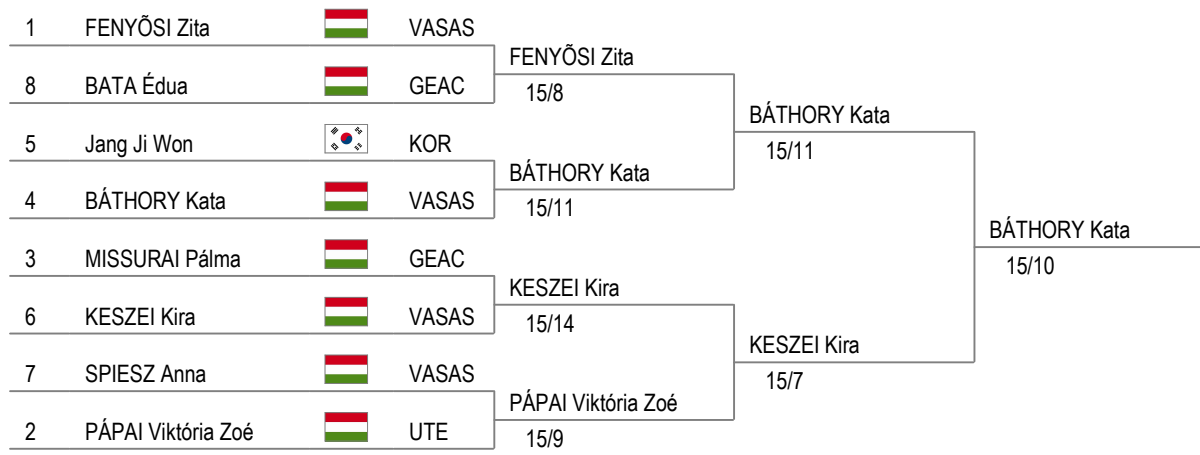 1 FENYÕSI Zita VASAS
8 BATA Édua GEAC
5 Jang Ji Won KOR
4 BÁTHORY Kata VASAS
3 MISSURAI Pálma GEAC
6 KESZEI Kira VASAS
7 SPIESZ Anna VASAS
2 PÁPAI Viktória Zoé UTE
FENYÕSI Zita
15/8
BÁTHORY Kata
15/11
KESZEI Kira
15/14
PÁPAI Viktória Zoé
15/9
BÁTHORY Kata
15/11
KESZEI Kira
15/7
BÁTHORY Kata
15/10